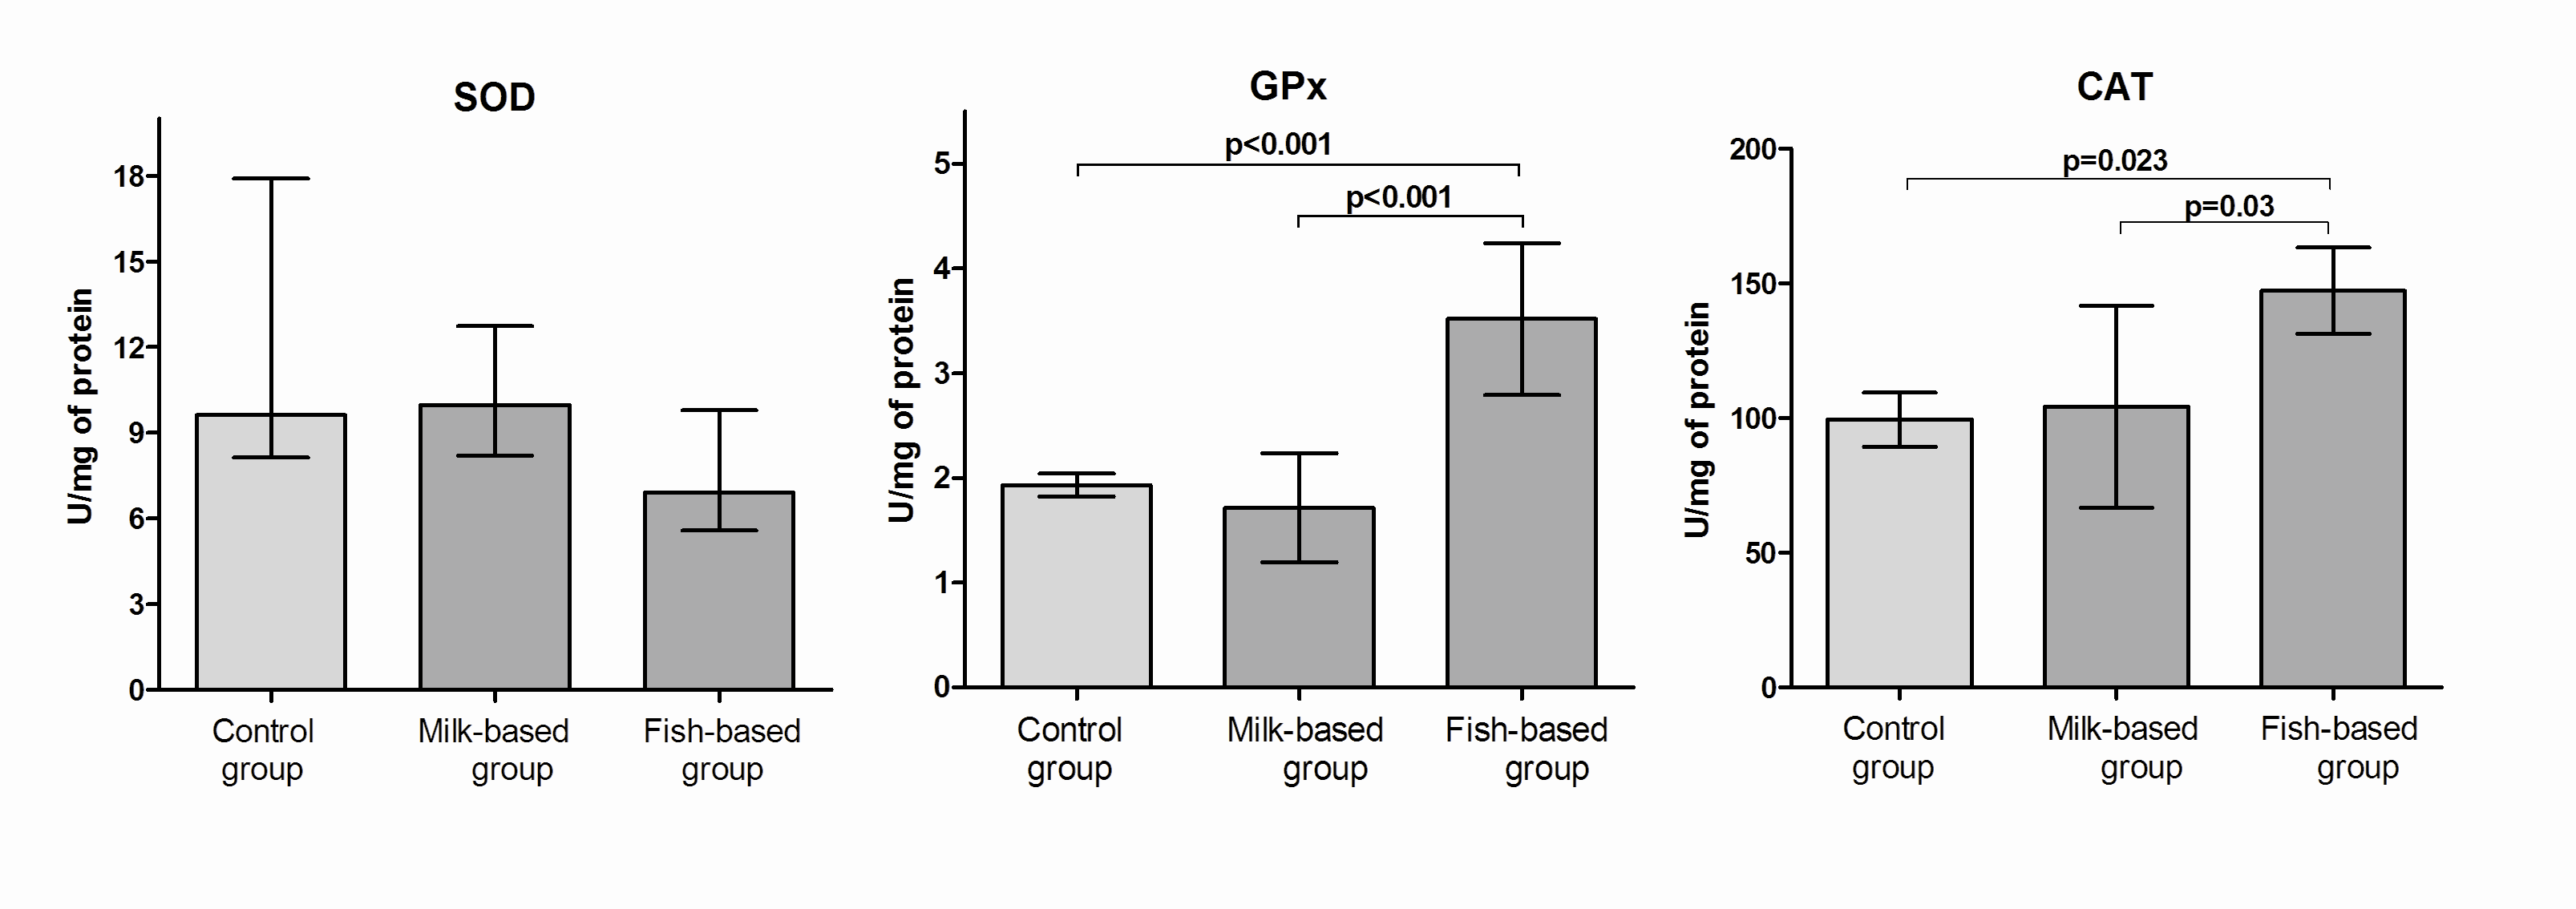 SOD
U/mg of protein
18
15
12
9
6
3
0
Control
group
Milk-based
group
Fish-based
group
GPx
U/mg of protein
p<0.001
p<0.001
5
4
3
2
1
0
Control
group
Milk-based
group
Fish-based
group
CAT
U/mg of protein
p=0.023
p=0.03
200
150
100
50
0
Control
group
Milk-based
group
Fish-based
group